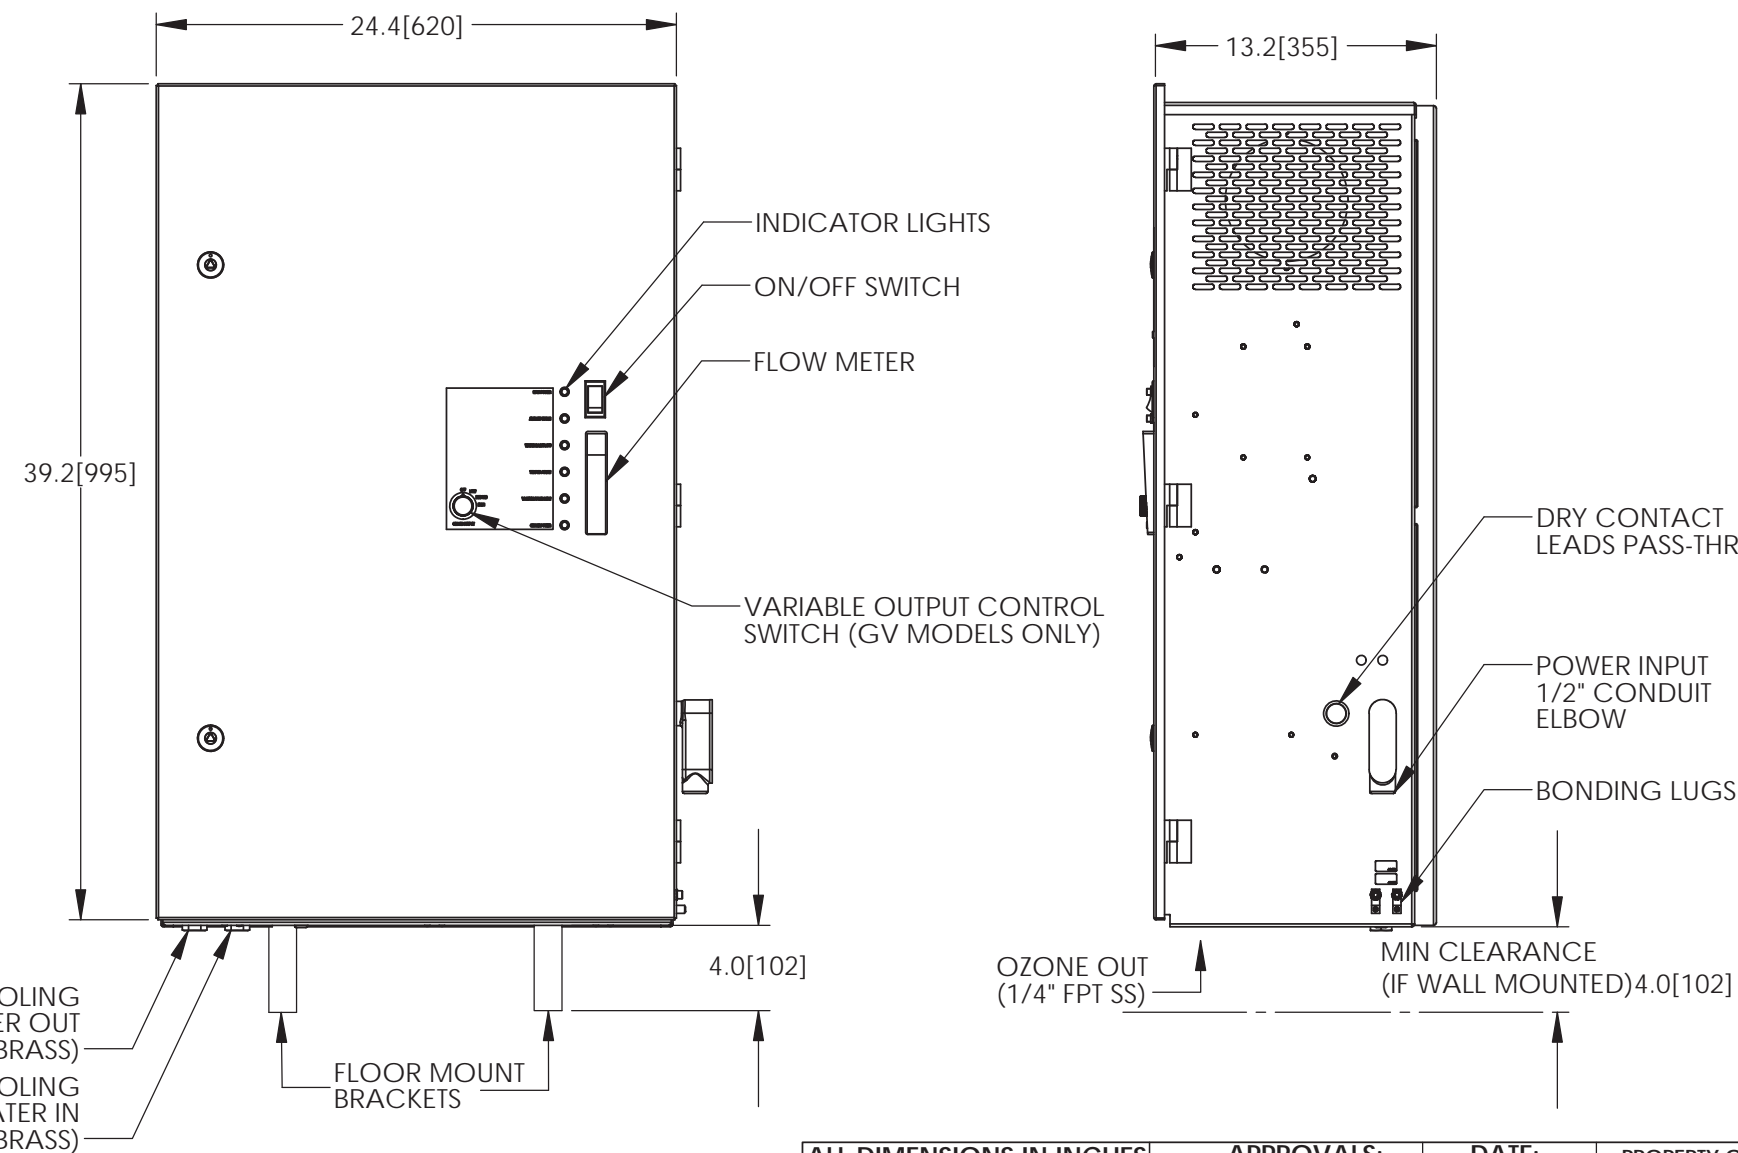 24.4[620]
13.2[355]
INDICATOR LIGHTS
ON/OFF SWITCH
FLOW METER
39.2[995]
DRY CONTACT
LEADS PASS-THR
VARIABLE OUTPUT CONTROL
SWITCH (GV MODELS ONLY)
POWER INPUT
1/2" CONDUIT
ELBOW
BONDING LUGS
4.0[102]
OZONE OUT
(1/4" FPT SS)
MIN CLEARANCE
(IF WALL MOUNTED)4.0[102]
OLING
ER OUT
BRASS)
FLOOR MOUNT
BRACKETS
OLING
ATER IN
BRASS)
ALL DIMENSIONS IN INCHES
APPROVALS:
DATE:
PROPERTY O